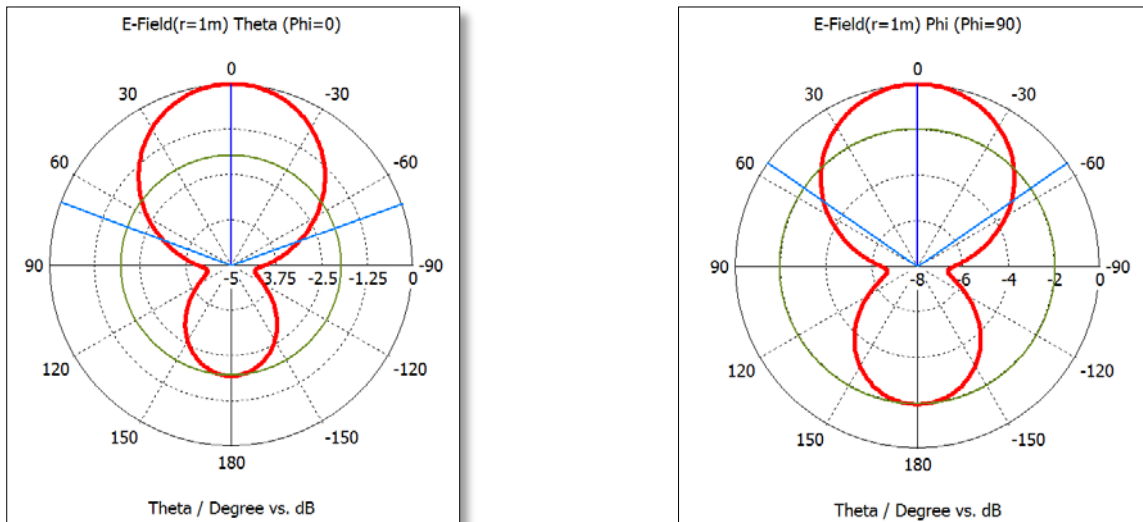 E-Field(r=1m) Theta (Phi=0)
0
30 -30
60 -60
90 -5 3.75 -2.5 -1.25 0 -90
120 -120
150 -150
180
Theta / Degree vs. dB
E-Field(r=1m) Phi (Phi=90)
0
30 -30
60 -60
90 -8 -6 -4 -2 0 -90
120 -120
150 -150
180
Theta / Degree vs. dB